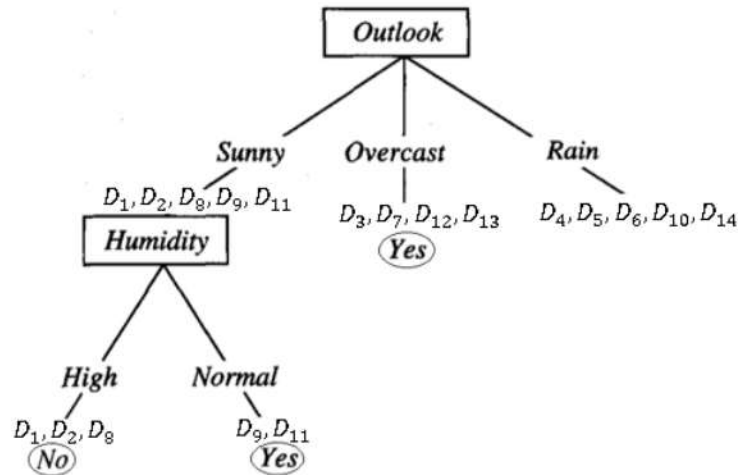 Outlook
Sunny Overcast Rain
D₁, D₂, D₈, D₉, D₁₁
D₃, D₇, D₁₂, D₁₃
D₄, D₅, D₆, D₁₀, D₁₄
Humidity
Yes
High Normal
D₁, D₂, D₈
D₉, D₁₁
No
Yes